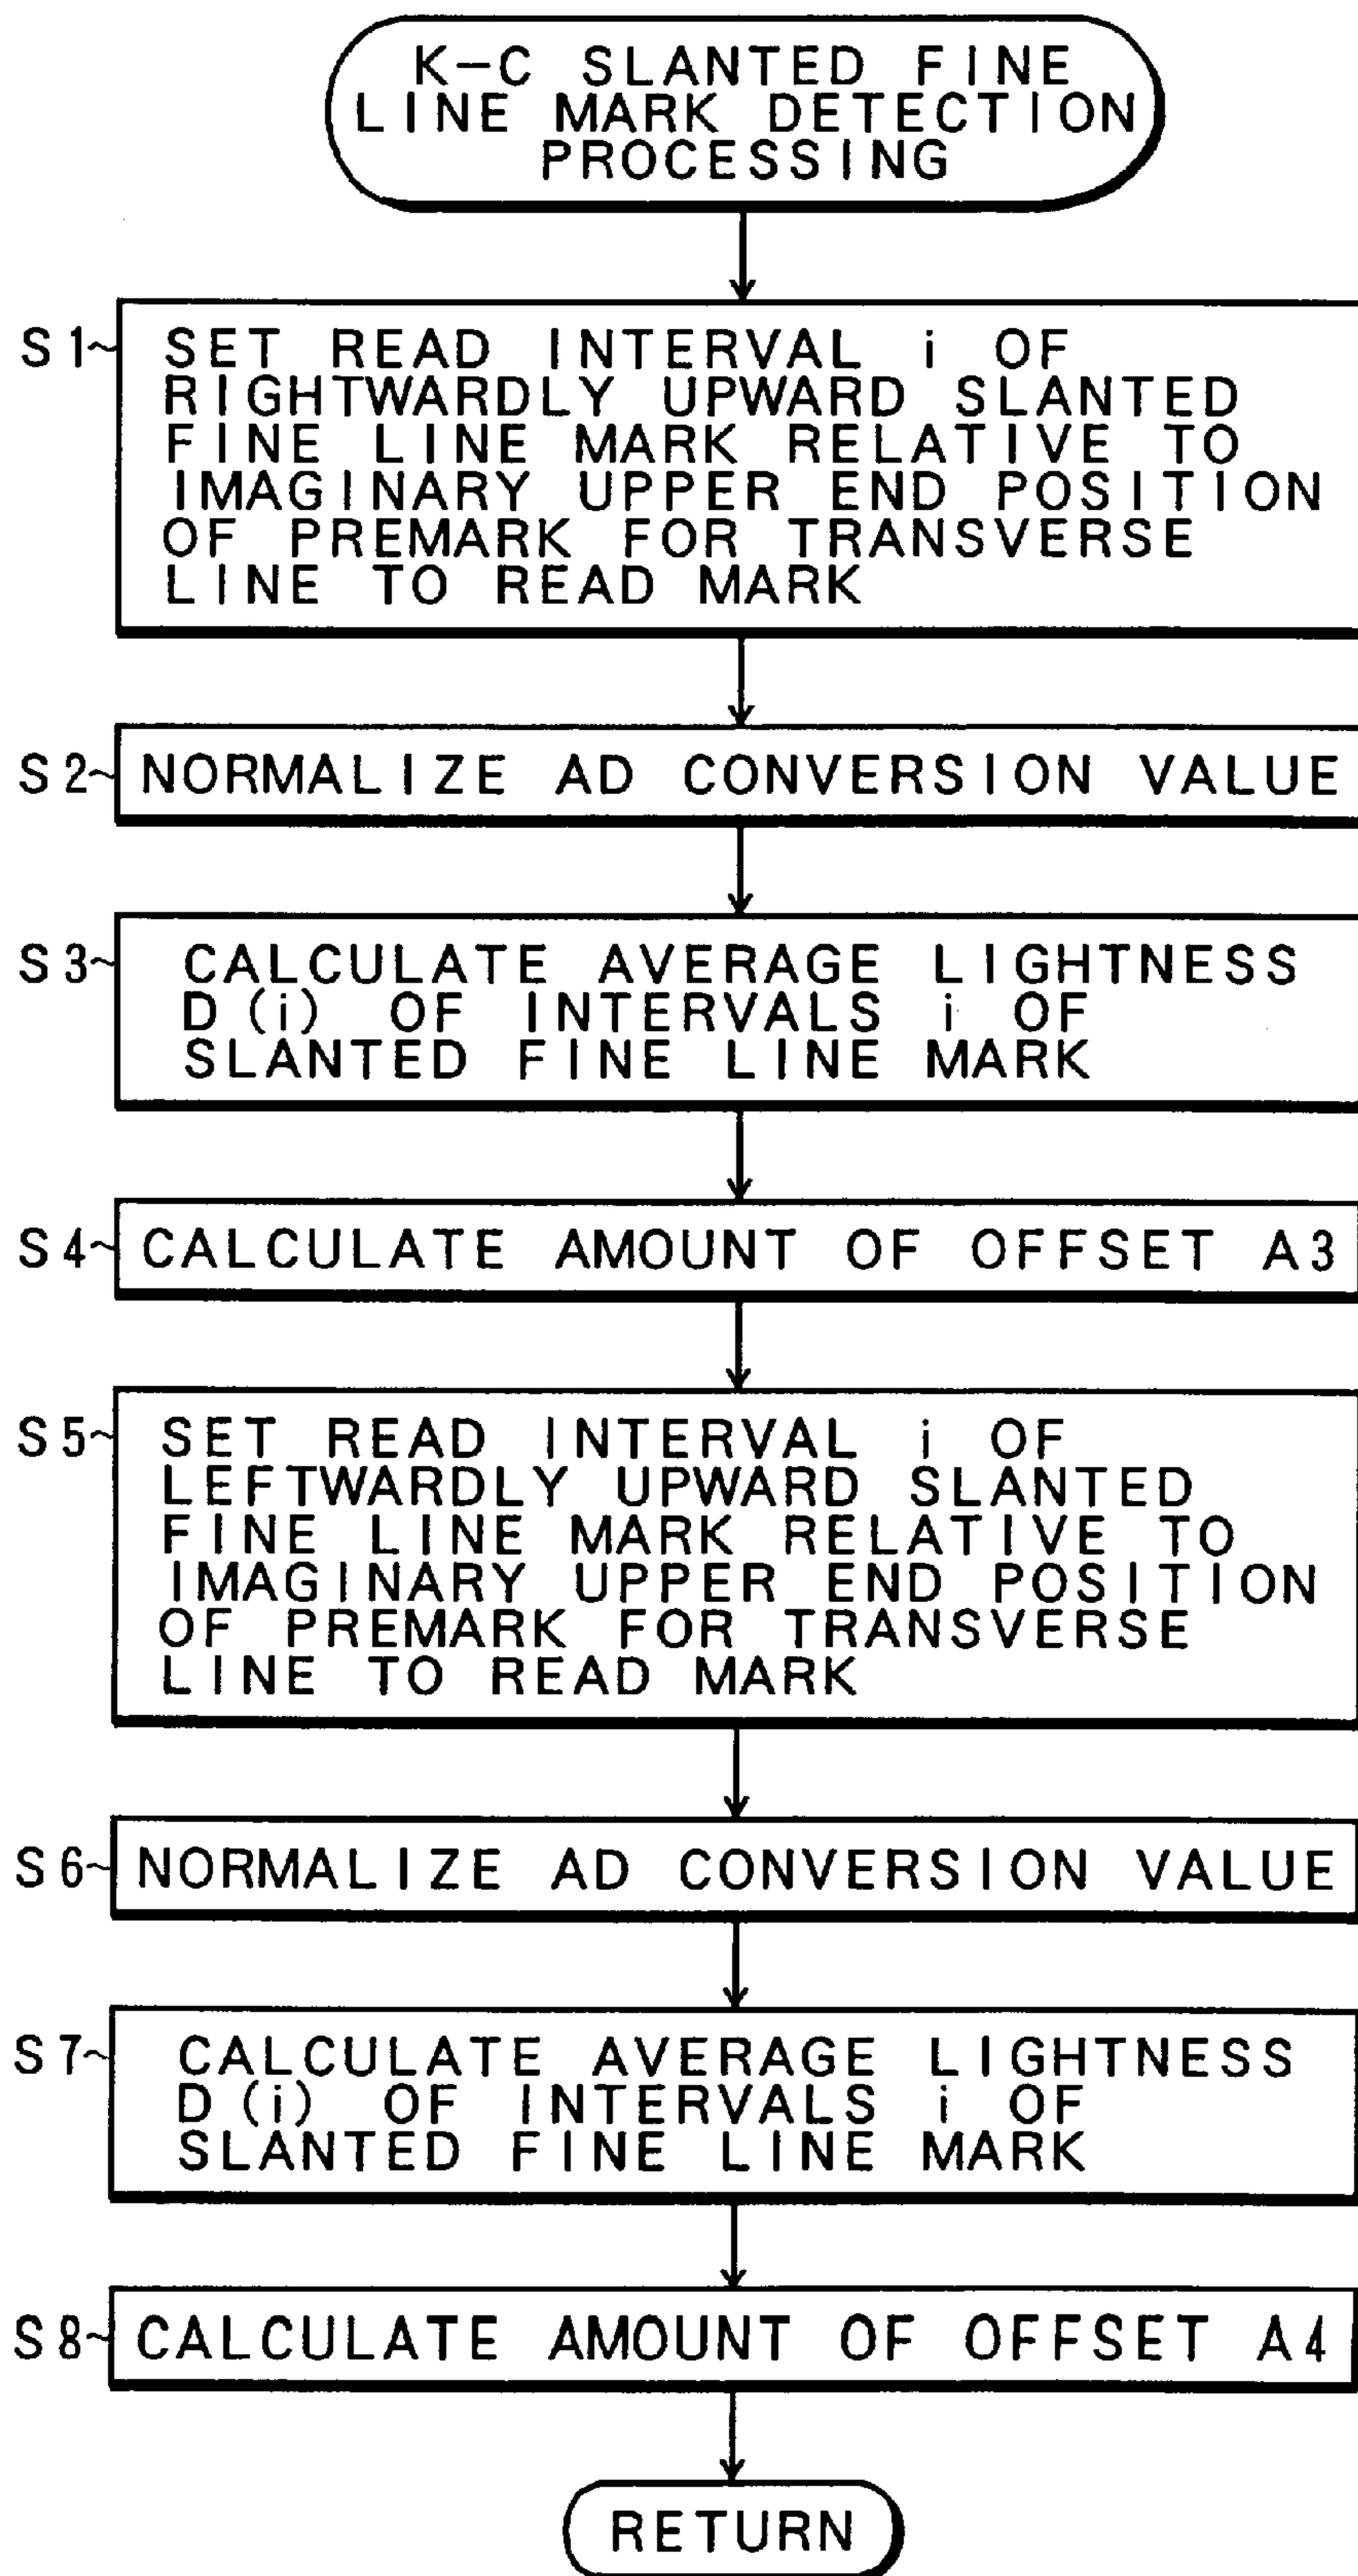 K-C SLANTED FINE
LINE MARK DETECTION
PROCESSING
S1~ SET READ INTERVAL i OF
RIGHTWARDLY UPWARD SLANTED
FINE LINE MARK RELATIVE TO
IMAGINARY UPPER END POSITION
OF PREMARK FOR TRANSVERSE
LINE TO READ MARK
S2~ NORMALIZE AD CONVERSION VALUE
S3~ CALCULATE AVERAGE LIGHTNESS
D(i) OF INTERVALS i OF
SLANTED FINE LINE MARK
S4~ CALCULATE AMOUNT OF OFFSET A3
S5~ SET READ INTERVAL i OF
LEFTWARDLY UPWARD SLANTED
FINE LINE MARK RELATIVE TO
IMAGINARY UPPER END POSITION
OF PREMARK FOR TRANSVERSE
LINE TO READ MARK
S6~ NORMALIZE AD CONVERSION VALUE
S7~ CALCULATE AVERAGE LIGHTNESS
D(i) OF INTERVALS i OF
SLANTED FINE LINE MARK
S8~ CALCULATE AMOUNT OF OFFSET A4
RETURN